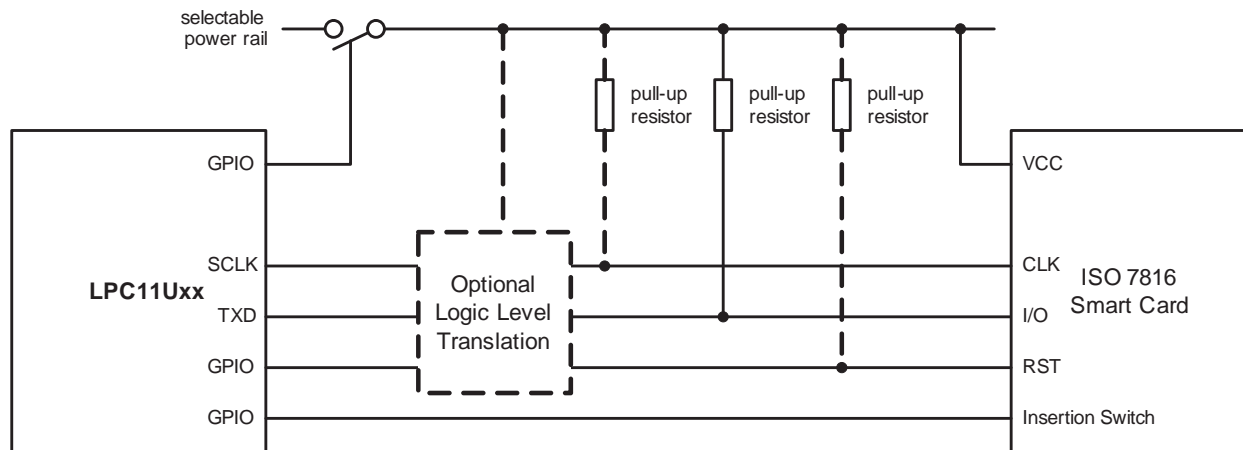 selectable
power rail
pull-up
resistor
pull-up
resistor
pull-up
resistor
GPIO
VCC
SCLK
CLK
LPC11Uxx
Optional
Logic Level
Translation
ISO 7816
Smart Card
TXD
I/O
GPIO
RST
GPIO
Insertion Switch